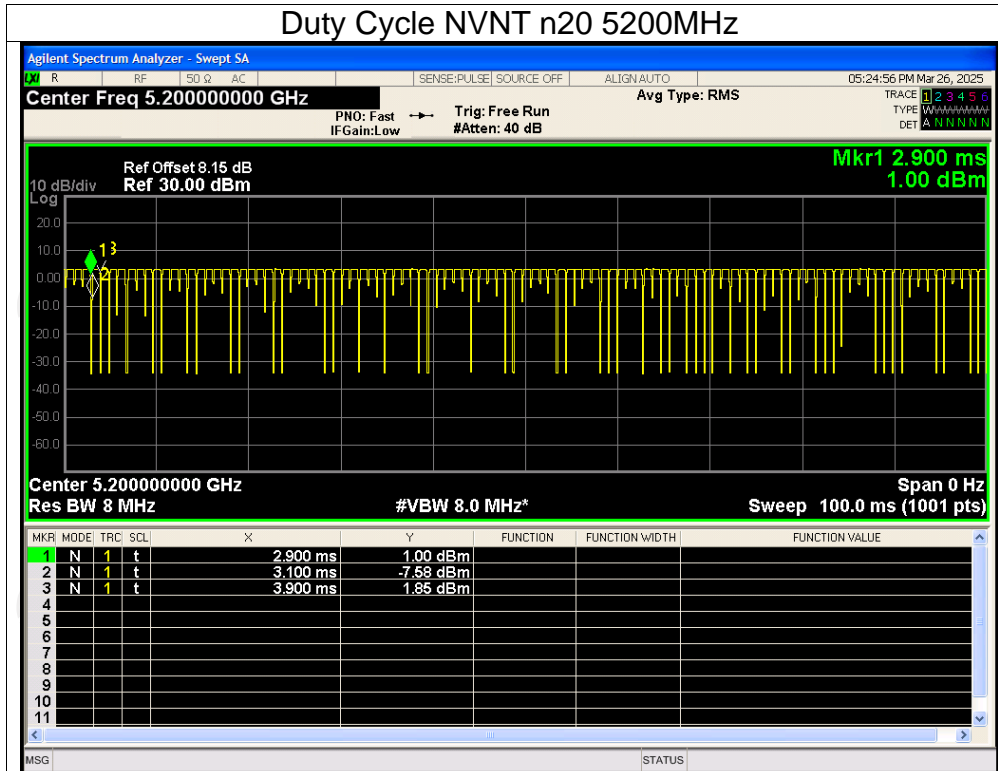 Duty Cycle NVNT n20 5200MHz
Agilent Spectrum Analyzer - Swept SA
LXI R RF 50 Ω AC SENSE:PULSE SOURCE OFF ALIGN AUTO 05:24:56 PM Mar 26, 2025
Center Freq 5.200000000 GHz
PNO: Fast
IFGain:Low
Trig: Free Run
#Atten: 40 dB
Avg Type: RMS
TRACE 1 2 3 4 5 6
TYPE W W W W W W
DET A N N N N N
Mkr1 2.900 ms
1.00 dBm
10 dB/div
Log
Ref Offset 8.15 dB
Ref 30.00 dBm
20.0
10.0
0.00
-10.0
-20.0
-30.0
-40.0
-50.0
-60.0
1 3
2
Center 5.200000000 GHz Span 0 Hz
Res BW 8 MHz #VBW 8.0 MHz* Sweep 100.0 ms (1001 pts)
MKR MODE TRC SCL X Y FUNCTION FUNCTION WIDTH FUNCTION VALUE
1 N 1 t 2.900 ms 1.00 dBm
2 N 1 t 3.100 ms -7.58 dBm
3 N 1 t 3.900 ms 1.85 dBm
4
5
6
7
8
9
10
11
MSG STATUS